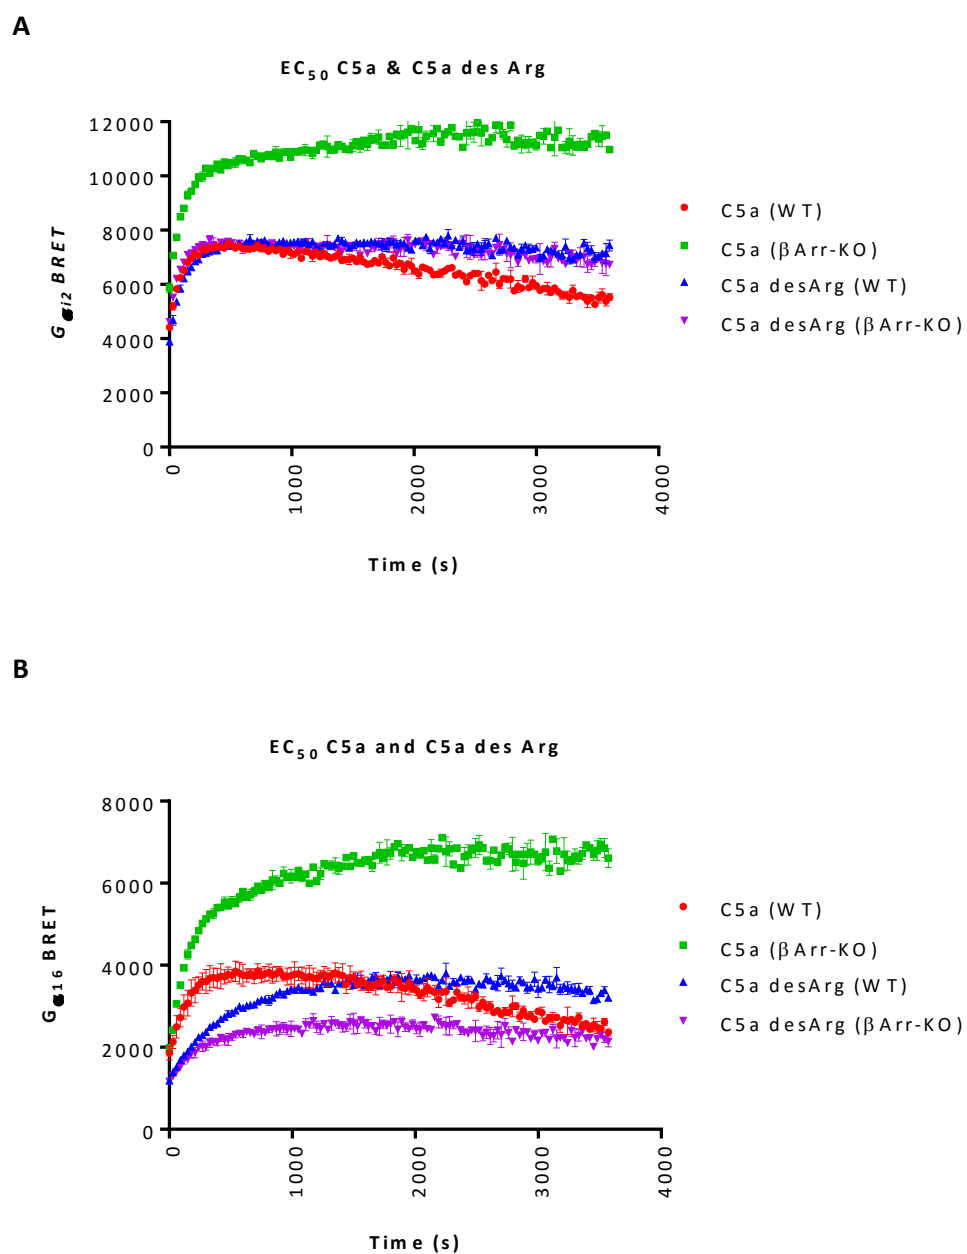 A
EC50 C5a & C5a des Arg
12000
10000
8000
6000
4000
2000
0
Gαi2 BRET
0
1000
2000
3000
4000
Time (s)
C5a (WT)
C5a (βArr-KO)
C5a desArg (WT)
C5a desArg (βArr-KO)
B
EC50 C5a and C5a des Arg
8000
6000
4000
2000
0
Gα16 BRET
0
1000
2000
3000
4000
Time (s)
C5a (WT)
C5a (βArr-KO)
C5a desArg (WT)
C5a desArg (βArr-KO)